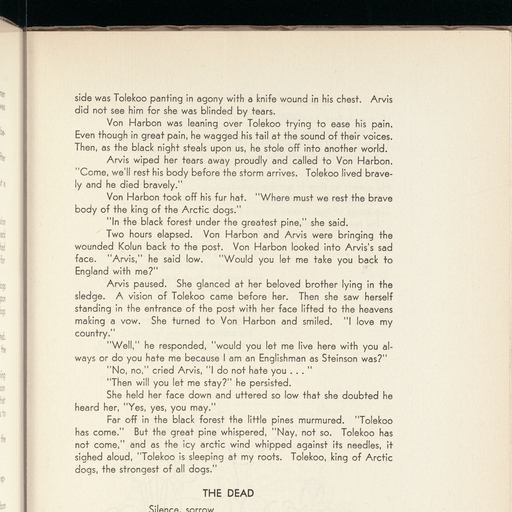 side was Tolekoo panting in agony with a knife wound in his chest. Arvis
did not see him for she was blinded by tears.
Von Harbon was leaning over Tolekoo trying to ease his pain.
Even though in great pain, he wagged his tail at the sound of their voices.
Then, as the black night steals upon us, he stole off into another world.
Arvis wiped her tears away proudly and called to Von Harbon.
"Come, we'll rest his body before the storm arrives. Tolekoo lived brave-
ly and he died bravely."
Von Harbon took off his fur hat. "Where must we rest the brave
body of the king of the Arctic dogs."
"In the black forest under the greatest pine," she said.
Two hours elapsed. Von Harbon and Arvis were bringing the
wounded Kolun back to the post. Von Harbon looked into Arvis's sad
face. "Arvis," he said low. "Would you let me take you back to
England with me?"
Arvis paused. She glanced at her beloved brother lying in the
sledge. A vision of Tolekoo came before her. Then she saw herself
standing in the entrance of the post with her face lifted to the heavens
making a vow. She turned to Von Harbon and smiled. "I love my
country."
"Well," he responded, "would you let me live here with you al-
ways or do you hate me because I am an Englishman as Steinson was?"
"No, no," cried Arvis, "I do not hate you . . . "
"Then will you let me stay?" he persisted.
She held her face down and uttered so low that she doubted he
heard her, "Yes, yes, you may."
Far off in the black forest the little pines murmured. "Tolekoo
has come." But the great pine whispered, "Nay, not so. Tolekoo has
not come," and as the icy arctic wind whipped against its needles, it
sighed aloud, "Tolekoo is sleeping at my roots. Tolekoo, king of Arctic
dogs, the strongest of all dogs."
THE DEAD
Silence, sorrow